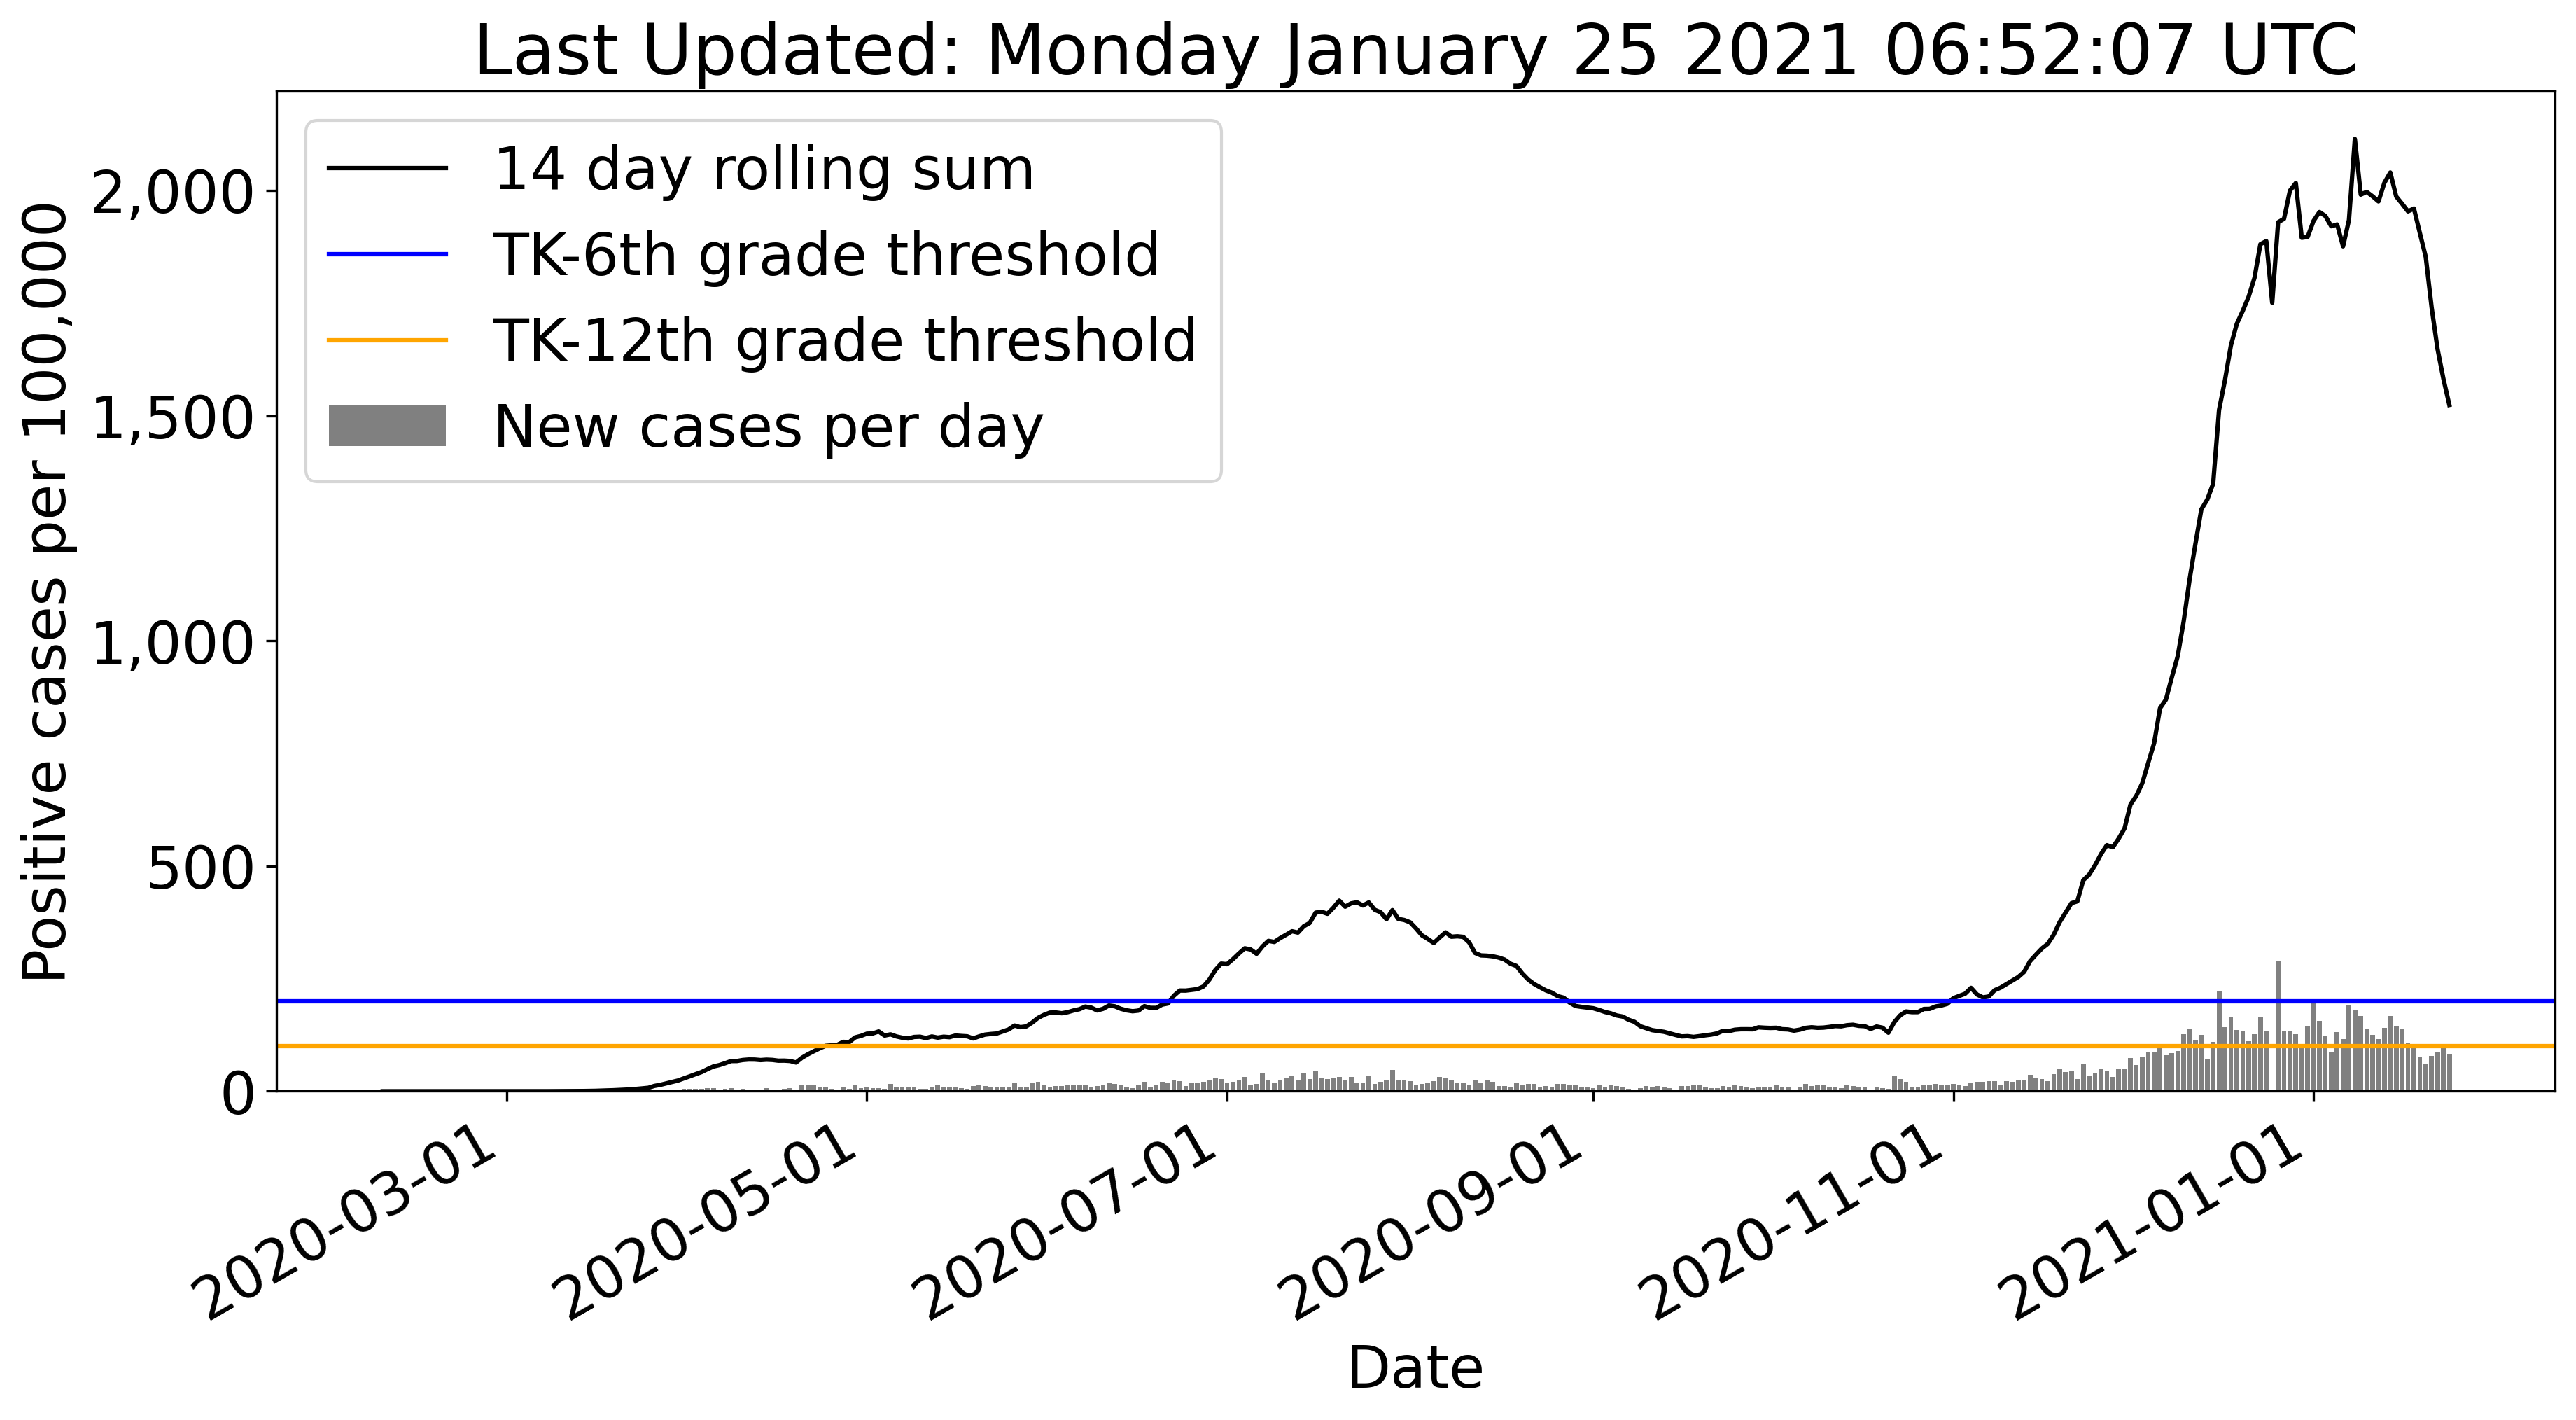 Last Updated: Monday January 25 2021 06:52:07 UTC
14 day rolling sum
TK-6th grade threshold
TK-12th grade threshold
New cases per day
Positive cases per 100,000
2,000
1,500
1,000
500
0
2020-03-01
2020-05-01
2020-07-01
2020-09-01
2020-11-01
2021-01-01
Date